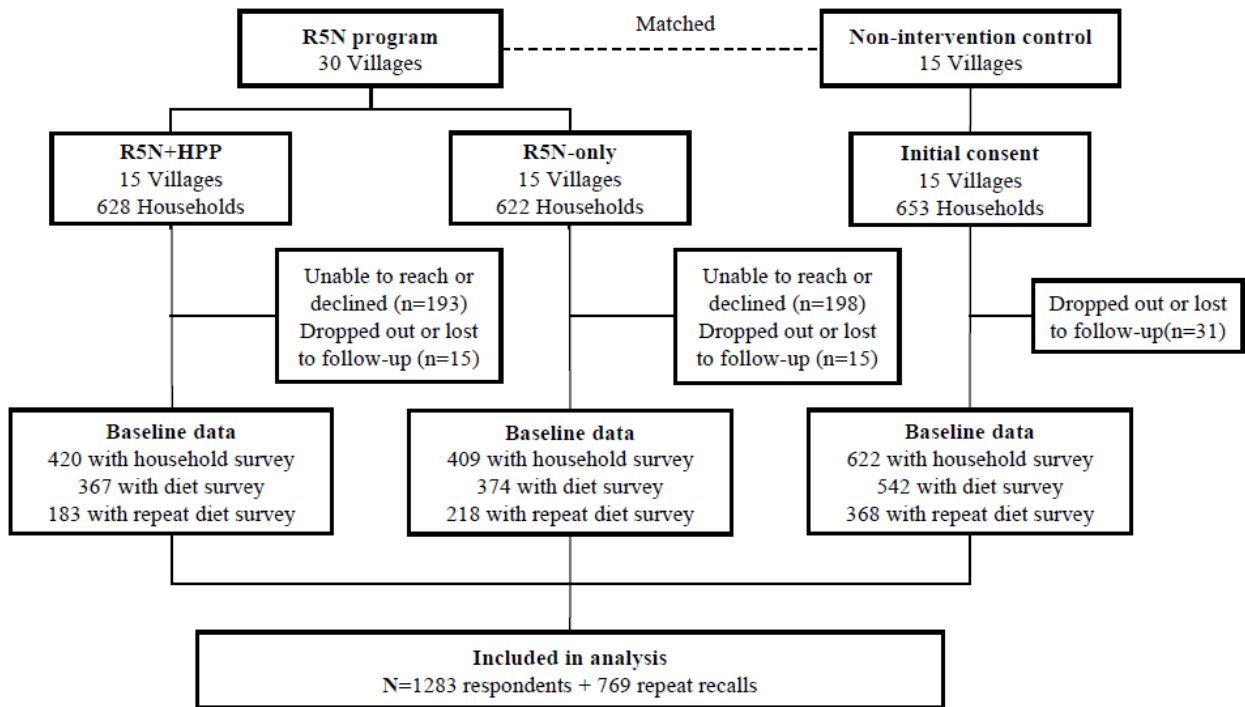 R5N program
30 Villages
Matched
Non-intervention control
15 Villages
R5N+HPP
15 Villages
628 Households
R5N-only
15 Villages
622 Households
Initial consent
15 Villages
653 Households
Unable to reach or
declined (n=193)
Dropped out or lost
to follow-up (n=15)
Unable to reach or
declined (n=198)
Dropped out or lost
to follow-up (n=15)
Dropped out or lost
to follow-up(n=31)
Baseline data
420 with household survey
367 with diet survey
183 with repeat diet survey
Baseline data
409 with household survey
374 with diet survey
218 with repeat diet survey
Baseline data
622 with household survey
542 with diet survey
368 with repeat diet survey
Included in analysis
N=1283 respondents + 769 repeat recalls